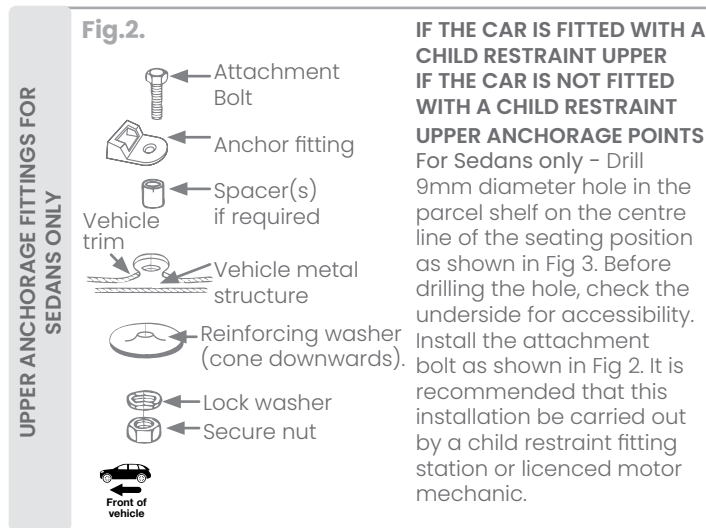 UPPER ANCHORAGE FITTINGS FOR
SEDANS ONLY
Fig.2.
Attachment
Bolt
Anchor fitting
Spacer(s)
if required
Vehicle
trim
Vehicle metal
structure
Reinforcing washer
(cone downwards).
Lock washer
Secure nut
Front of
vehicle
IF THE CAR IS FITTED WITH A
CHILD RESTRAINT UPPER
IF THE CAR IS NOT FITTED
WITH A CHILD RESTRAINT
UPPER ANCHORAGE POINTS
For Sedans only - Drill
9mm diameter hole in the
parcel shelf on the centre
line of the seating position
as shown in Fig 3. Before
drilling the hole, check the
underside for accessibility.
Install the attachment
bolt as shown in Fig 2. It is
recommended that this
installation be carried out
by a child restraint fitting
station or licenced motor
mechanic.